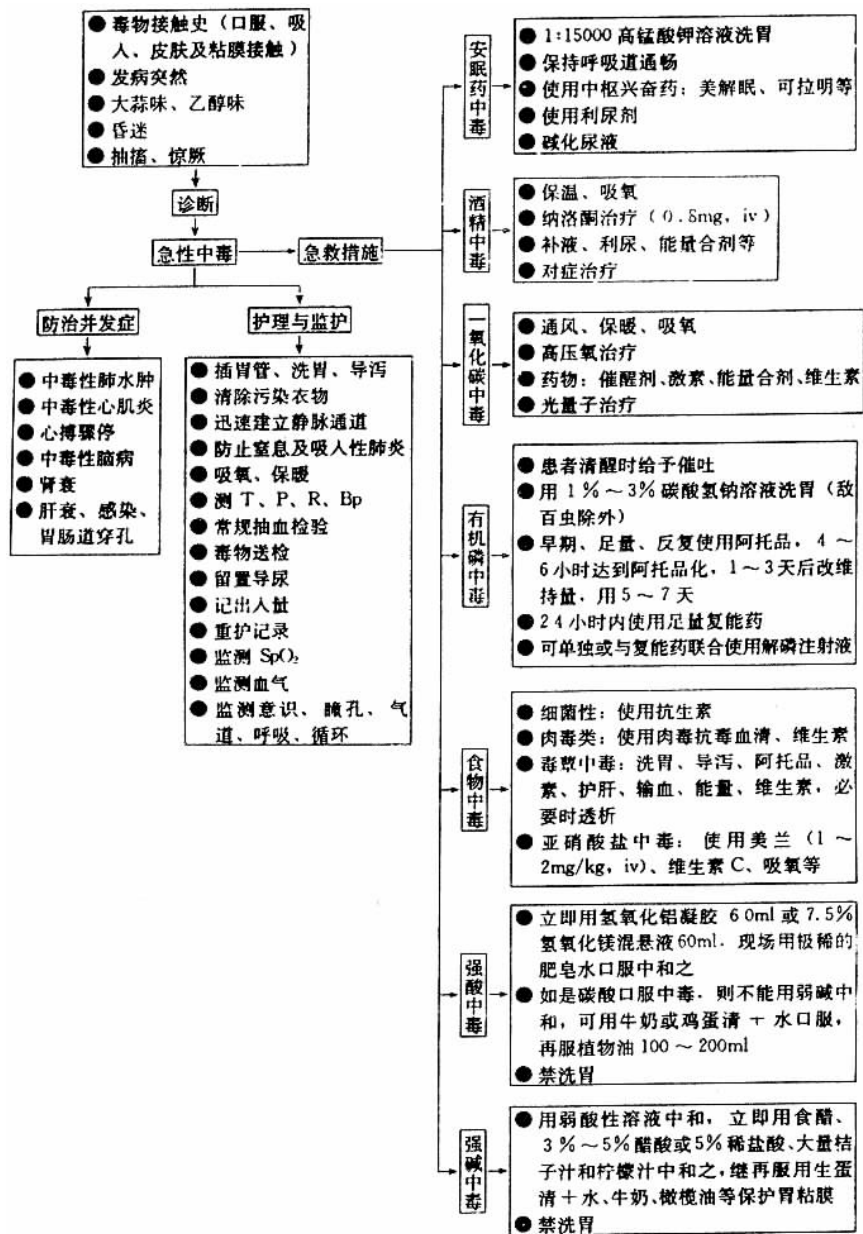 ● 毒物接触史（口服、吸
人、皮肤及粘膜接触）
● 发病突然
● 大蒜味、乙醇味
● 昏迷
● 抽搐、惊厥
诊断
急性中毒
急救措施
防治并发症
护理与监护
● 中毒性肺水肿
● 中毒性心肌炎
● 心搏骤停
● 中毒性脑病
● 肾衰
● 肝衰、感染、
胃肠道穿孔
● 插胃管、洗胃、导泻
● 清除污染衣物
● 迅速建立静脉通道
● 防止窒息及吸人性肺炎
● 吸氧、保暖
● 测 T、P、R、Bp
● 常规抽血检验
● 毒物送检
● 留置导尿
● 记出人量
● 重护记录
● 监测 SpO₂
● 监测血气
● 监测意识、瞳孔、气
道、呼吸、循环
安眠药中毒
● 1:15000 高锰酸钾溶液洗胃
● 保持呼吸道通畅
● 使用中枢兴奋药：美解眠、可拉明等
● 使用利尿剂
● 碱化尿液
酒精中毒
● 保温、吸氧
● 纳洛酮治疗（0.8mg，iv）
● 补液、利尿、能量合剂等
● 对症治疗
一氧化碳中毒
● 通风、保暖、吸氧
● 高压氧治疗
● 药物：催醒剂、激素、能量合剂、维生素
● 光量子治疗
有机磷中毒
● 患者清醒时给予催吐
● 用 1％～3％碳酸氢钠溶液洗胃（敌
百虫除外）
● 早期、足量、反复使用阿托品，4～
6小时达到阿托品化，1～3天后改维
持量，用5～7天
● 24小时内使用足量复能药
● 可单独或与复能药联合使用解磷注射液
食物中毒
● 细菌性：使用抗生素
● 肉毒类：使用肉毒抗毒血清、维生素
● 毒蕈中毒：洗胃、导泻、阿托品、激
素、护肝、输血、能量、维生素，必
要时透析
● 亚硝酸盐中毒：使用美兰（1～
2mg/kg，iv）、维生素 C、吸氧等
强酸中毒
● 立即用氢氧化铝凝胶 60ml 或 7.5％
氢氧化镁混悬液60ml．现场用极稀的
肥皂水口服中和之
● 如是碳酸口服中毒．则不能用弱碱中
和，可用牛奶或鸡蛋清＋水口服，
再服植物油100～200ml
● 禁洗胃
强碱中毒
● 用弱酸性溶液中和，立即用食醋、
3％～5％醋酸或5％稀盐酸、大量桔
子汁和柠檬汁中和之，继再服用生蛋
清＋水、牛奶、橄榄油等保护胃粘膜
● 禁洗胃